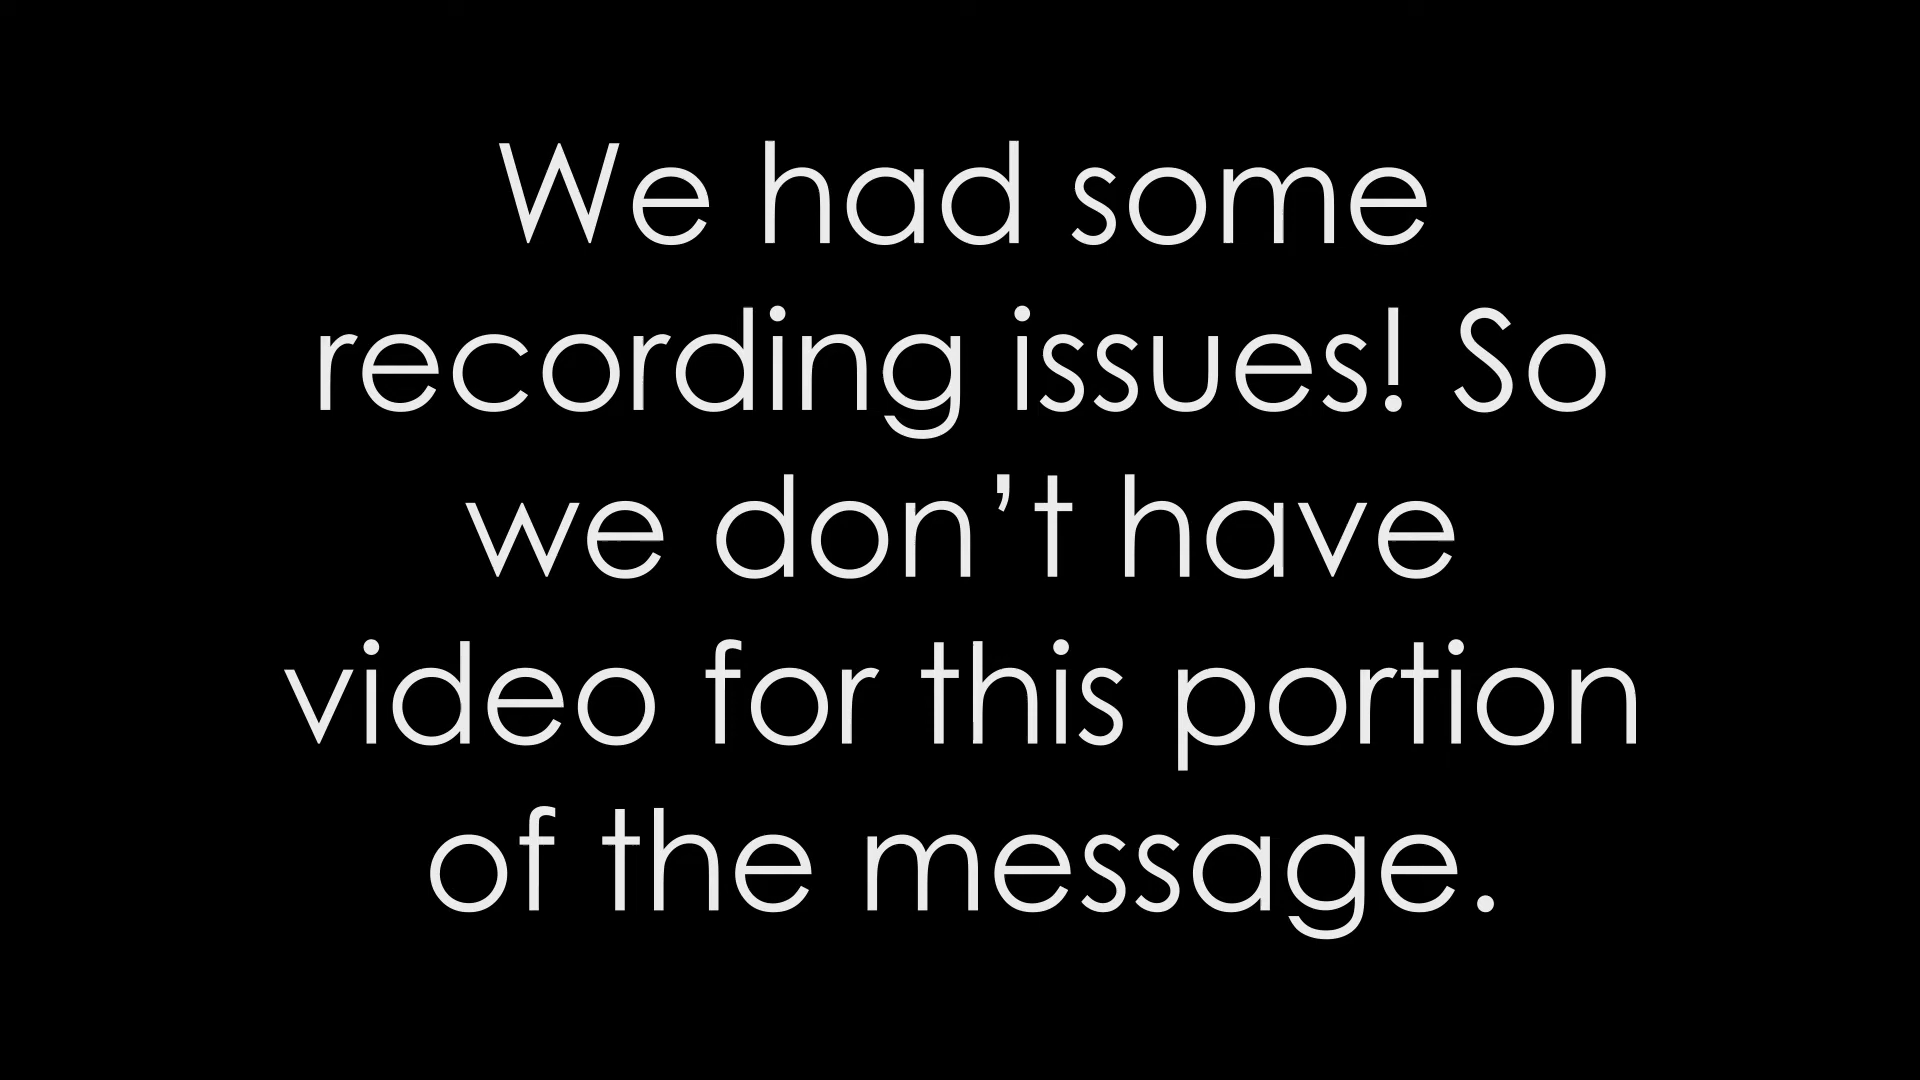 We had some
recording issues! So
we don’t have
video for this portion
of the message.